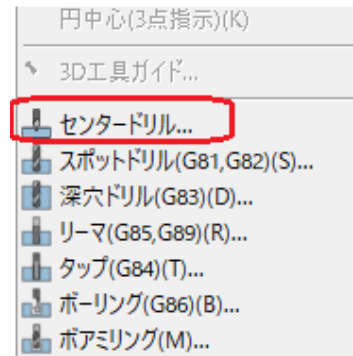 円中心(3点指示)(K)
3D工具ガイド...
センタードリル...
スポットドリル(G81,G82)(S)...
深穴ドリル(G83)(D)...
リーマ(G85,G89)(R)...
タップ(G84)(T)...
ボーリング(G86)(B)...
ボアミリング(M)...